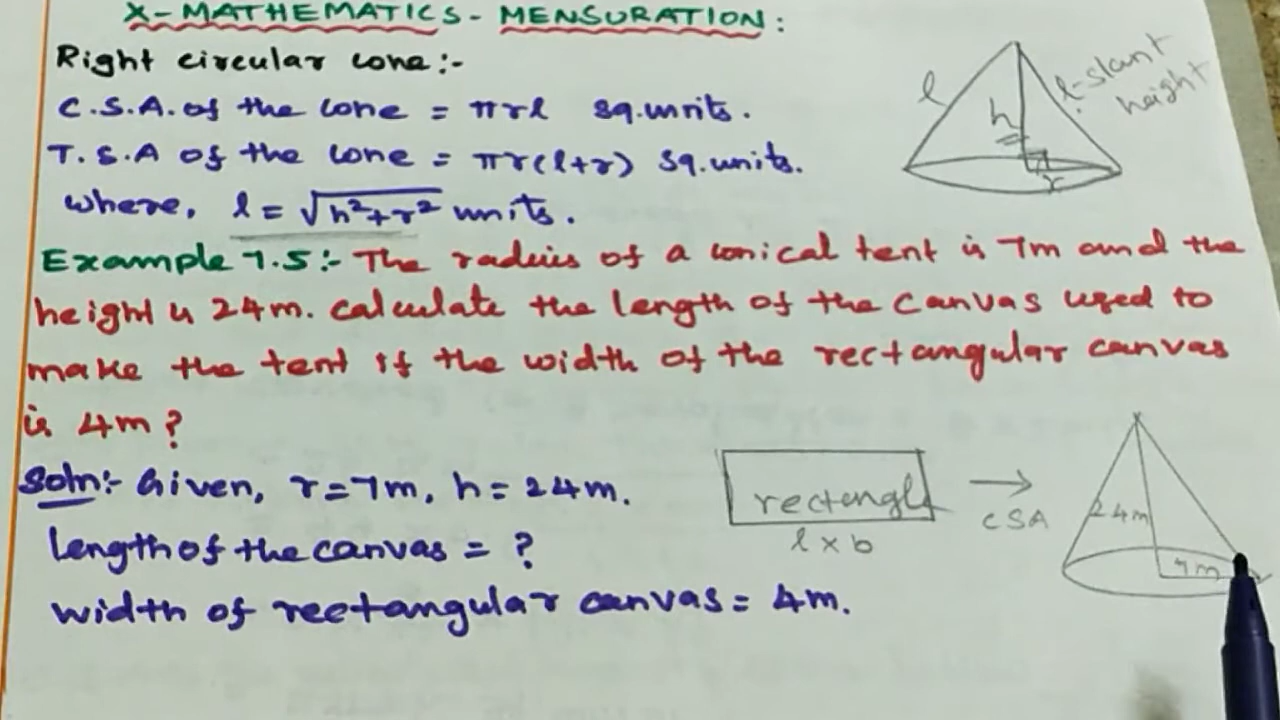 X-MATHEMATICS-MENSURATION:
Right circular cone:-
C.S.A. of the cone = πrl sq.units.
T.S.A of the cone = πr(l+r) sq.units.
where, l = √h²+r² units.
l
h
r
l-slant
height
Example 7.5:- The radius of a conical tent is 7m and the
height is 24m. calculate the length of the canvas used to
make the tent if the width of the rectangular canvas
is 4m?
Soln:- Given, r=7m, h=24m.
length of the canvas = ?
width of rectangular canvas = 4m.
rectangle
l x b
→
CSA
24m
7m